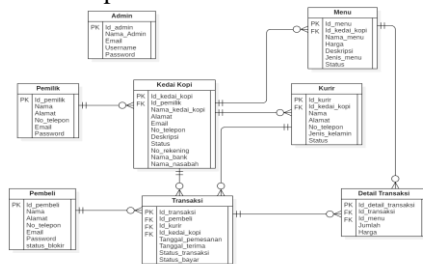 Admin
PK Id_admin
Nama_Admin
Email
Username
Password
Menu
PK Id_menu
FK Id_kedai_kopi
Nama_menu
Harga
Deskripsi
Jenis_menu
Status
Pemilik
PK Id_pemilik
Nama
Alamat
No_telepon
Email
Password
Kedai Kopi
PK Id_kedai_kopi
FK Id_pemilik
Nama_kedai_kopi
Alamat
Email
No_telepon
Deskripsi
Status
No_rekening
Nama_bank
Nama_nasabah
Kurir
PK Id_kurir
FK Id_kedai_kopi
Nama
Alamat
No_telepon
Jenis_kelamin
Status
Pembeli
PK Id_pembeli
Nama
Alamat
No_telepon
Email
Password
status_blokir
Transaksi
PK Id_transaksi
FK Id_pembeli
FK Id_kurir
FK Id_kedai_kopi
Tanggal_pemesanan
Tanggal_terima
Status_transaksi
Status_bayar
Detail Transaksi
PK Id_detail_transaksi
FK Id_transaksi
FK Id_menu
Jumlah
Harga